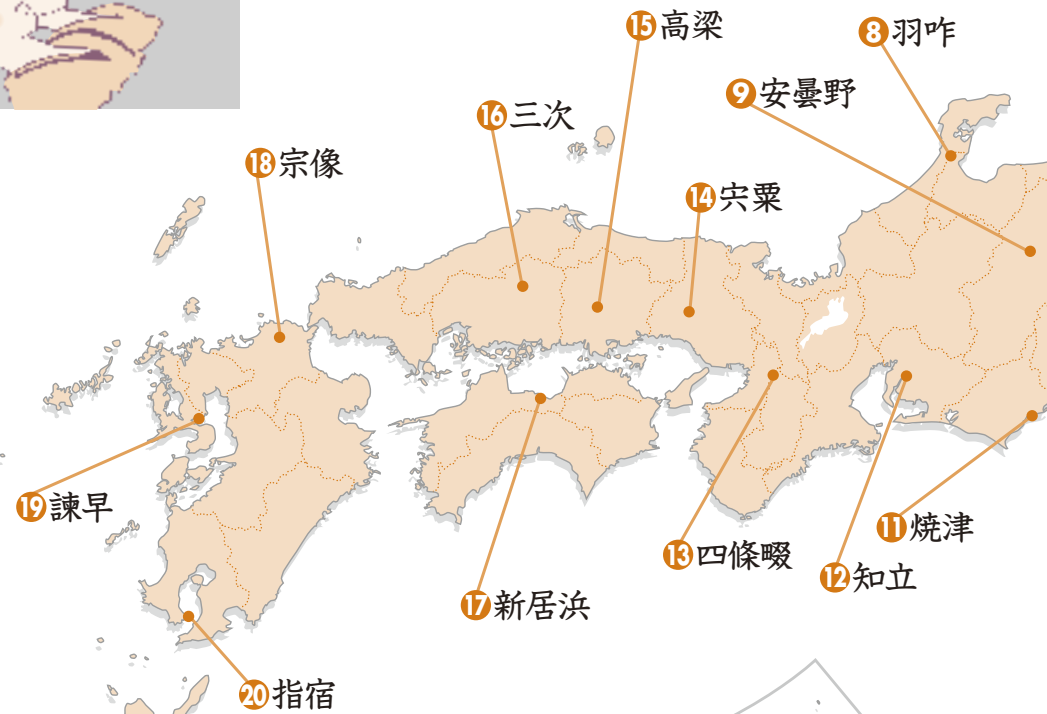 ⑮高梁
⑧羽咋
⑨安曇野
⑯三次
⑱宗像
⑭宍粟
⑲諫早
⑪焼津
⑬四條畷
⑫知立
⑰新居浜
⑳指宿